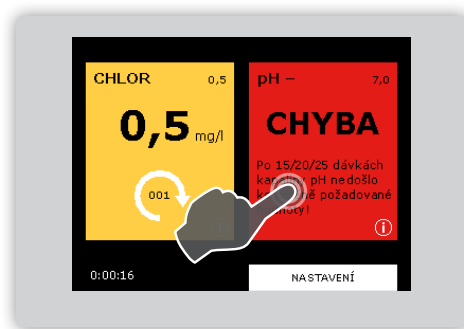 CHLOR 0,5
0,5 mg/l
001
0:00:16
pH – 7,0
CHYBA
Po 15/20/25 dávkách
pH nedošlo
požadované
NASTAVENÍ